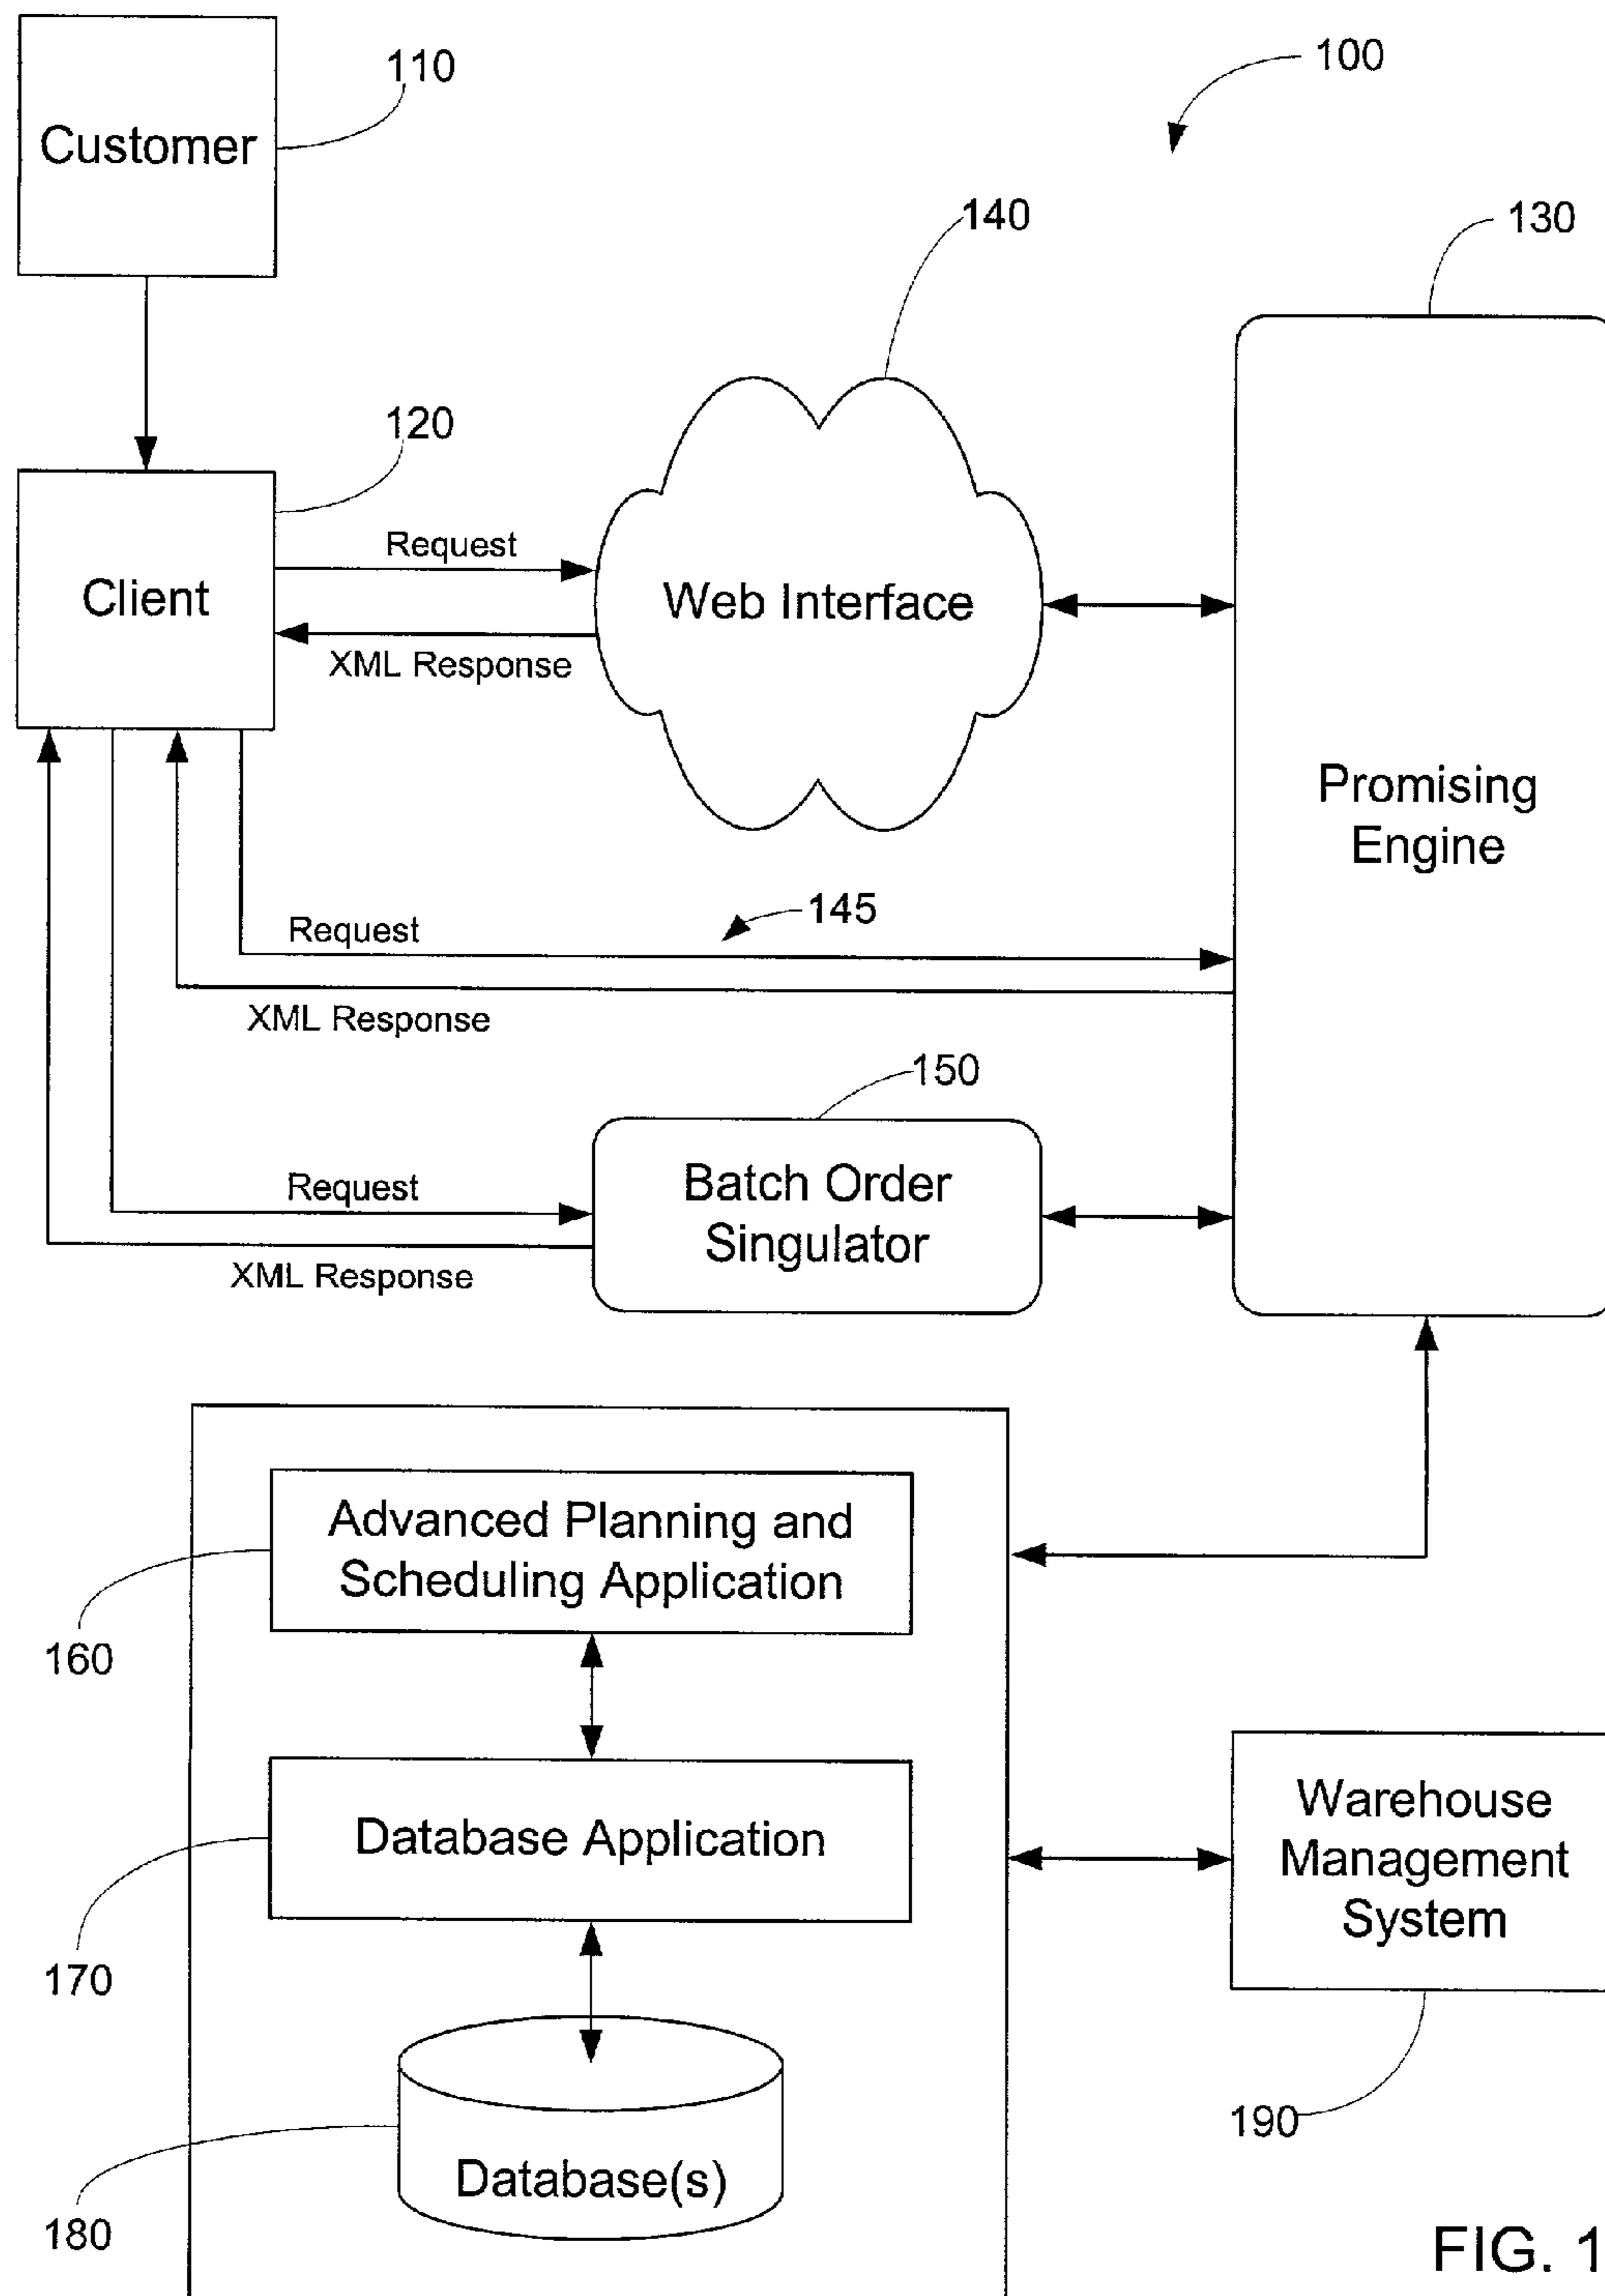 100
110
Customer
140
130
120
Request
Client
Web Interface
XML Response
Promising
Engine
145
Request
XML Response
150
Batch Order
Singulator
Request
XML Response
Advanced Planning and
Scheduling Application
160
Database Application
Warehouse
Management
System
170
190
Database(s)
180
FIG. 1